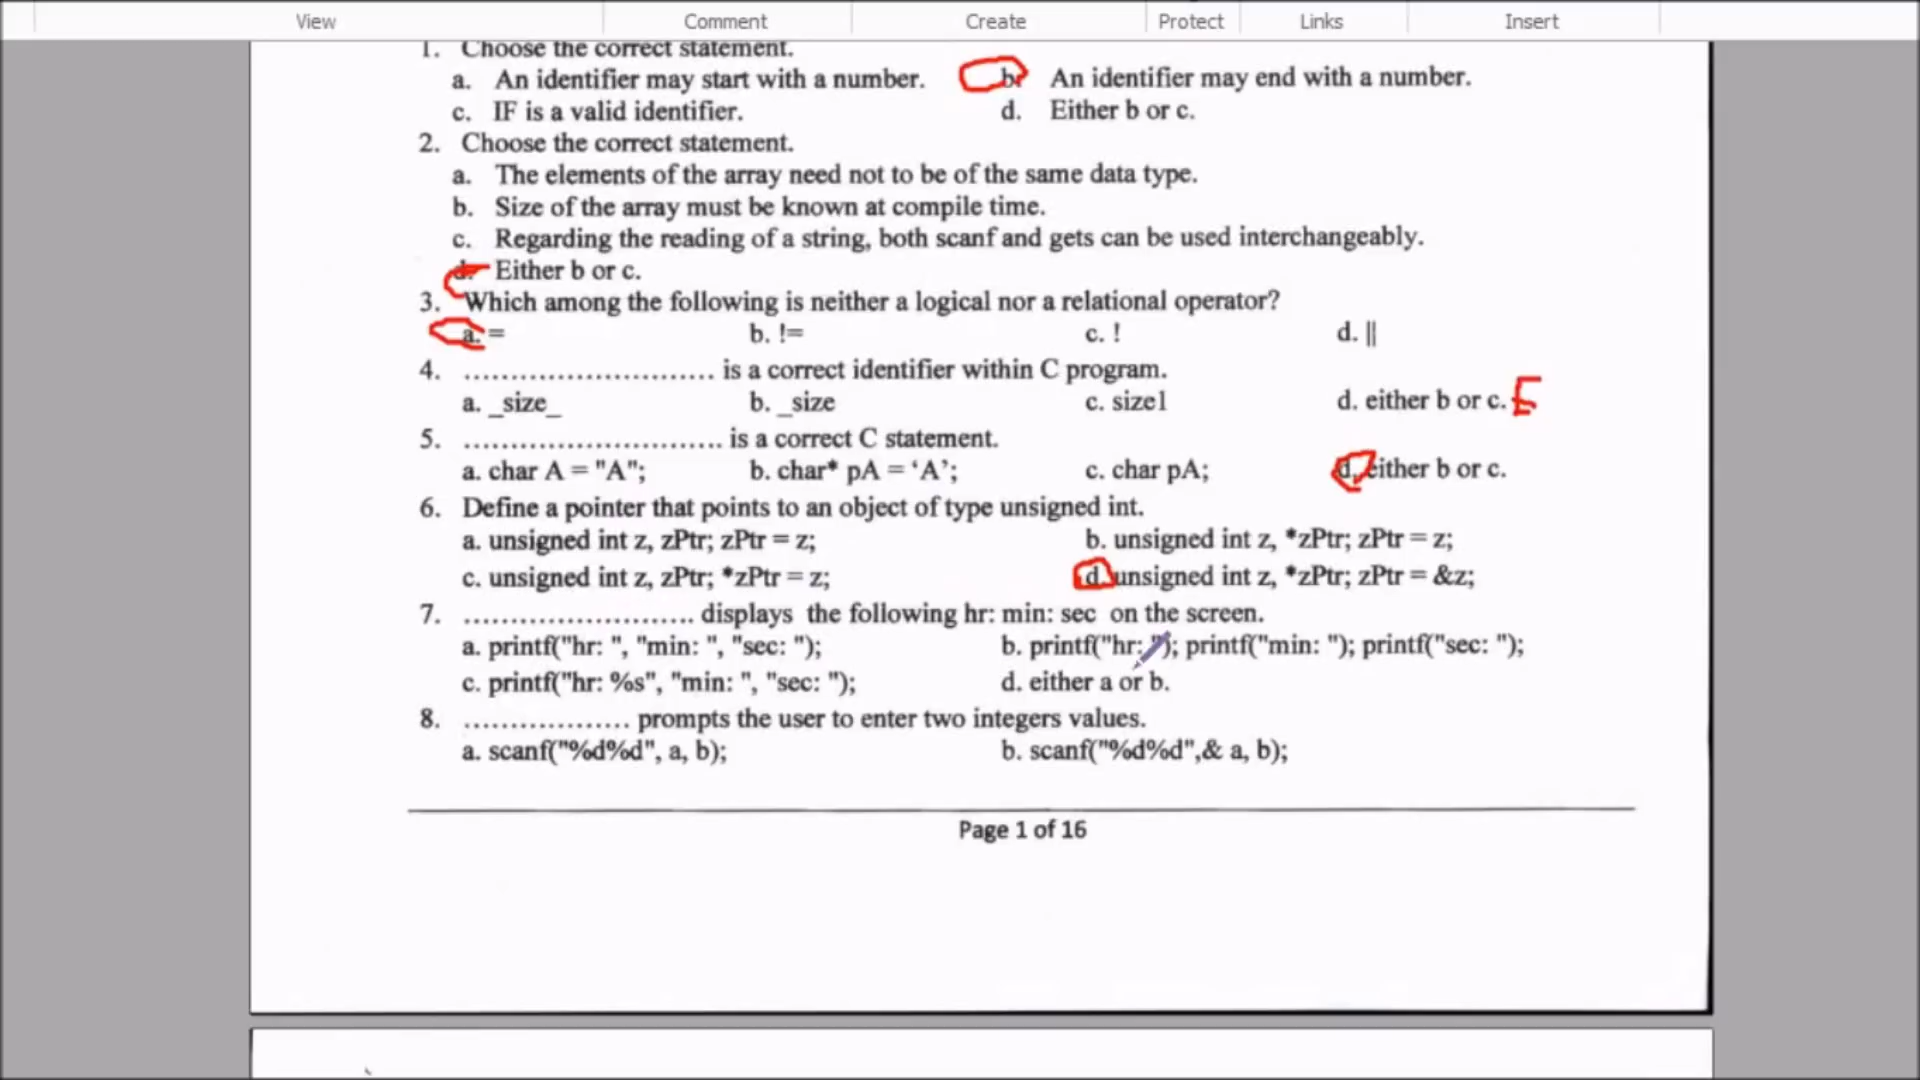 View Comment Create Protect Links Insert
1. Choose the correct statement.
a. An identifier may start with a number. b. An identifier may end with a number.
c. IF is a valid identifier. d. Either b or c.
2. Choose the correct statement.
a. The elements of the array need not to be of the same data type.
b. Size of the array must be known at compile time.
c. Regarding the reading of a string, both scanf and gets can be used interchangeably.
d. Either b or c.
3. Which among the following is neither a logical nor a relational operator?
a. = b. != c. ! d. ||
4. ........................... is a correct identifier within C program.
a. _size_ b. _size c. size1 d. either b or c. E
5. ............................ is a correct C statement.
a. char A = "A"; b. char* pA = ‘A’; c. char pA; d. either b or c.
6. Define a pointer that points to an object of type unsigned int.
a. unsigned int z, zPtr; zPtr = z; b. unsigned int z, *zPtr; zPtr = z;
c. unsigned int z, zPtr; *zPtr = z; d. unsigned int z, *zPtr; zPtr = &z;
7. ......................... displays the following hr: min: sec on the screen.
a. printf("hr: ", "min: ", "sec: "); b. printf("hr: "); printf("min: "); printf("sec: ");
c. printf("hr: %s", "min: ", "sec: "); d. either a or b.
8. .................. prompts the user to enter two integers values.
a. scanf("%d%d", a, b); b. scanf("%d%d",& a, b);
Page 1 of 16